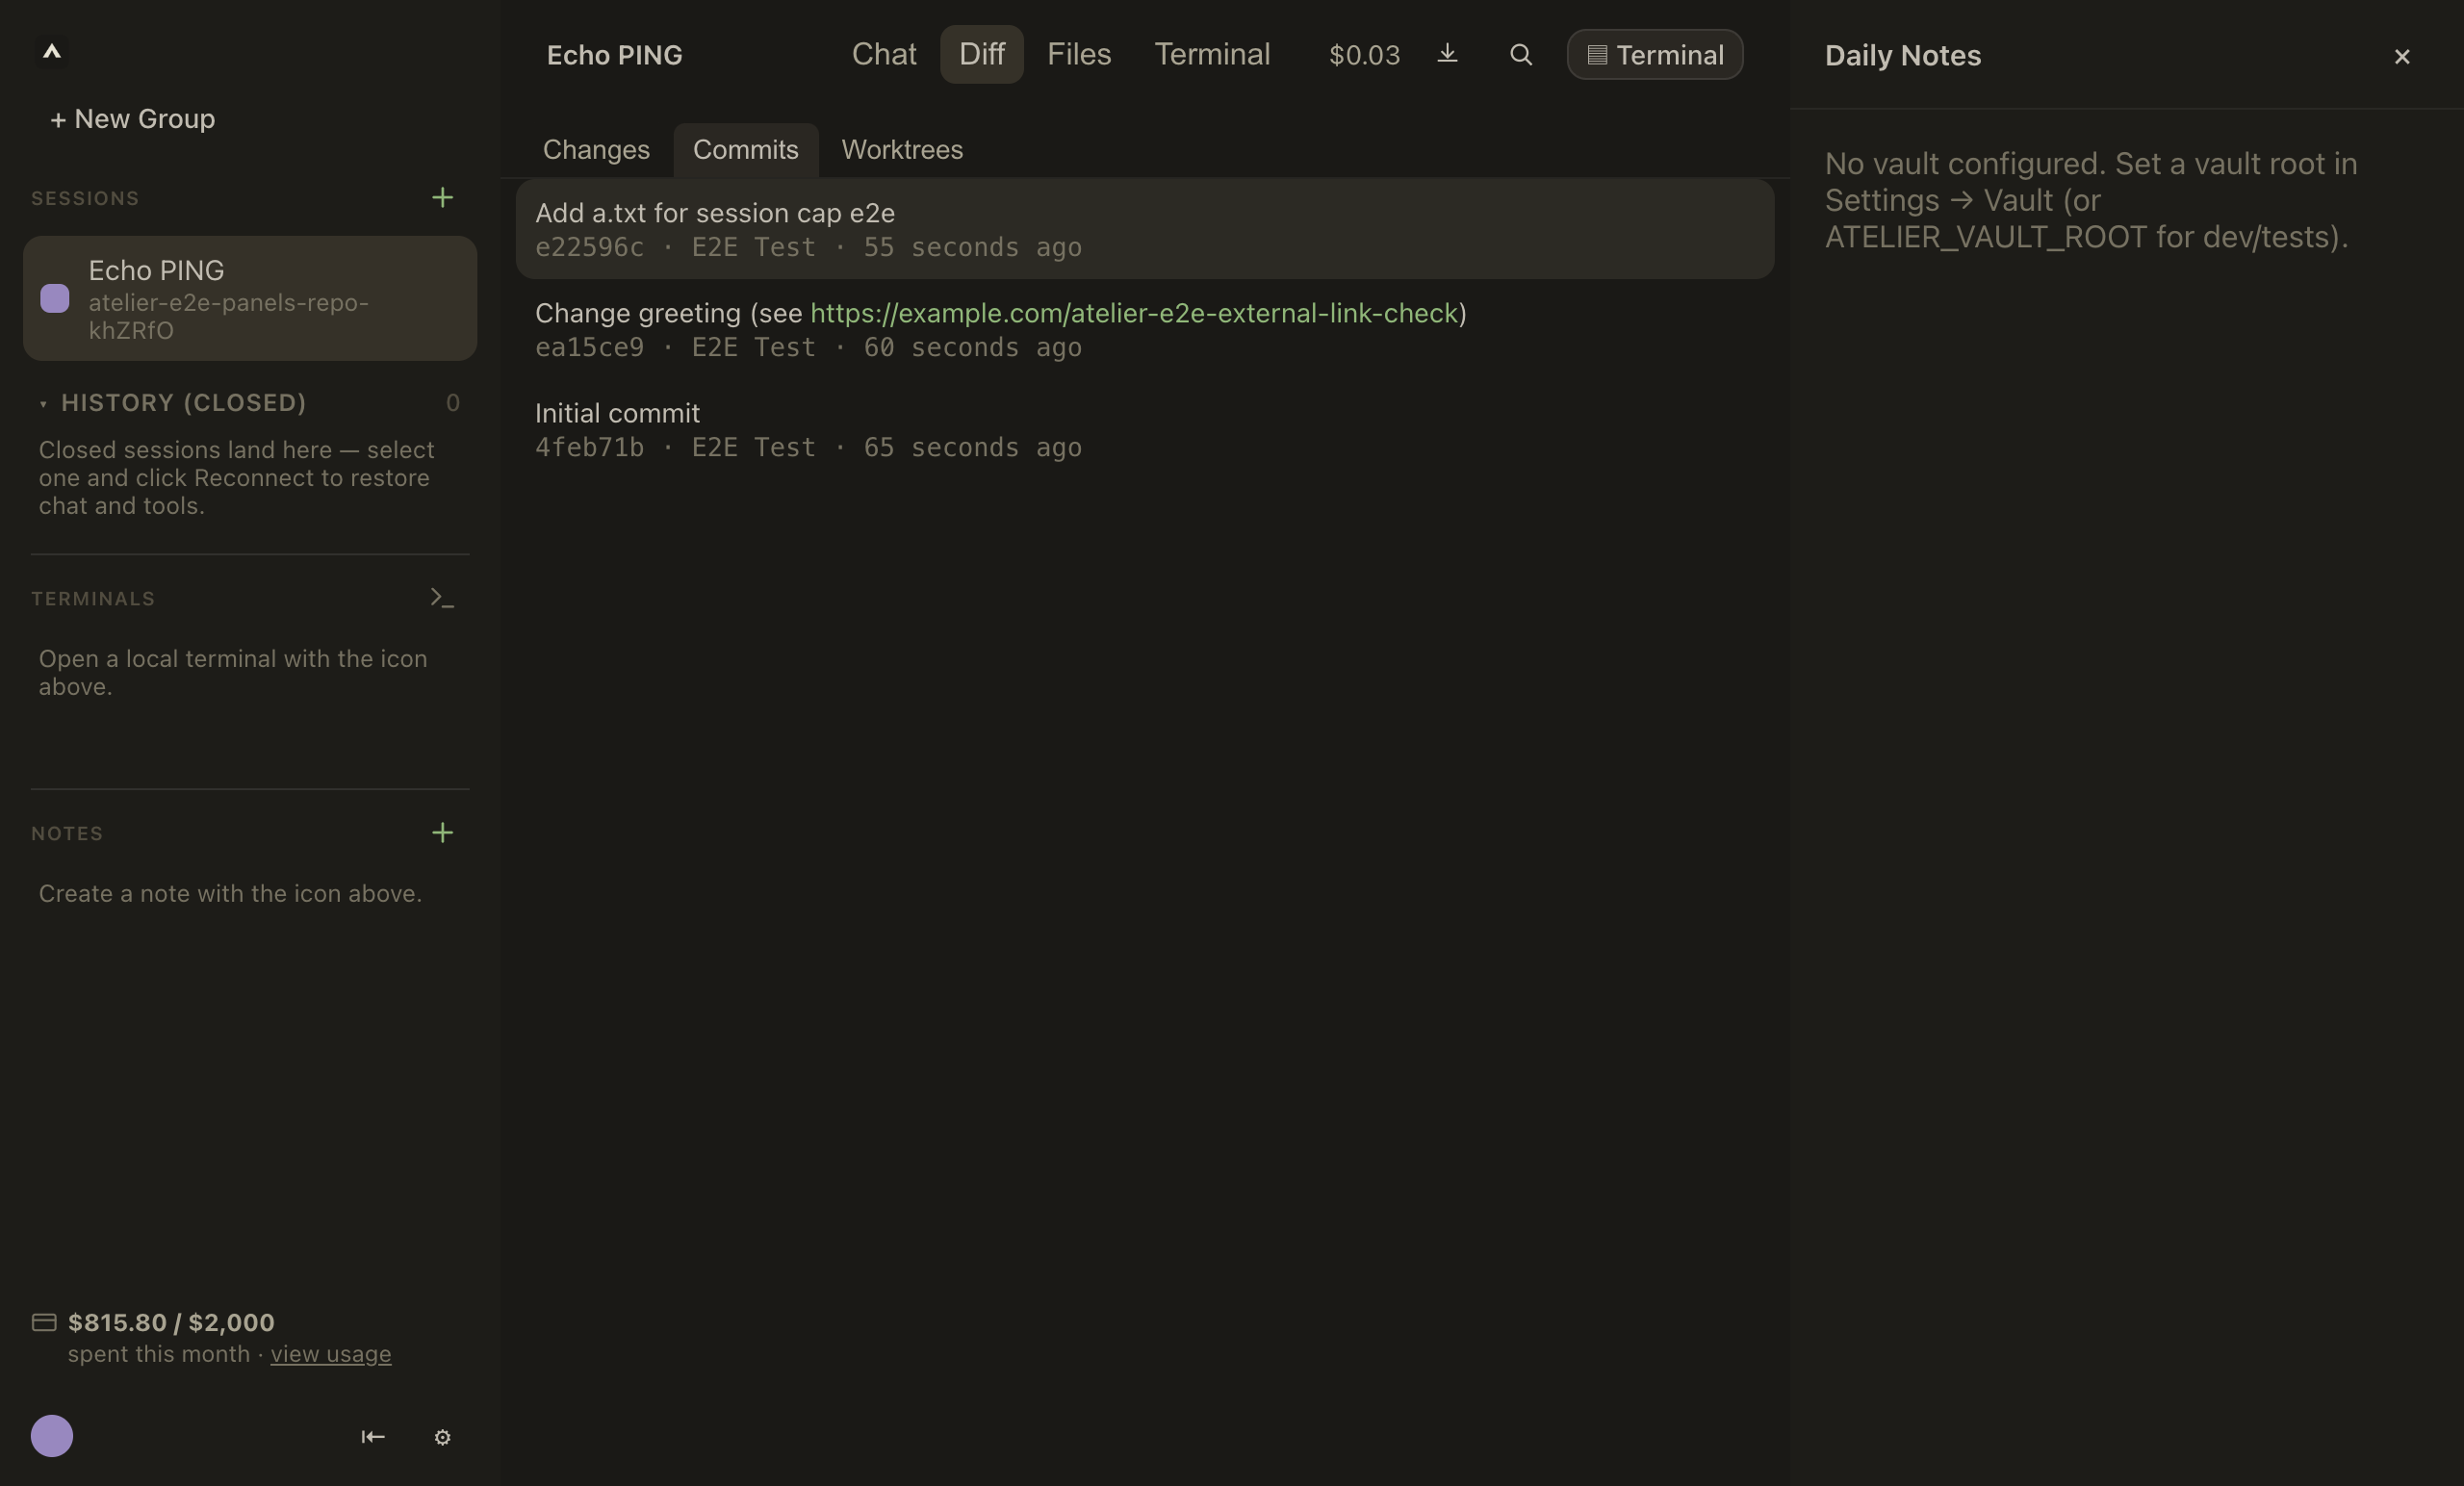 + New Group
SESSIONS
Echo PING
atelier-e2e-panels-repo-
khZRfO
HISTORY (CLOSED) 0
Closed sessions land here — select
one and click Reconnect to restore
chat and tools.
TERMINALS
Open a local terminal with the icon
above.
NOTES
Create a note with the icon above.
$815.80 / $2,000
spent this month · view usage
Echo PING Chat Diff Files Terminal $0.03 Terminal
Changes Commits Worktrees
Add a.txt for session cap e2e
e22596c · E2E Test · 55 seconds ago
Change greeting (see https://example.com/atelier-e2e-external-link-check)
ea15ce9 · E2E Test · 60 seconds ago
Initial commit
4feb71b · E2E Test · 65 seconds ago
Daily Notes
No vault configured. Set a vault root in
Settings → Vault (or
ATELIER_VAULT_ROOT for dev/tests).